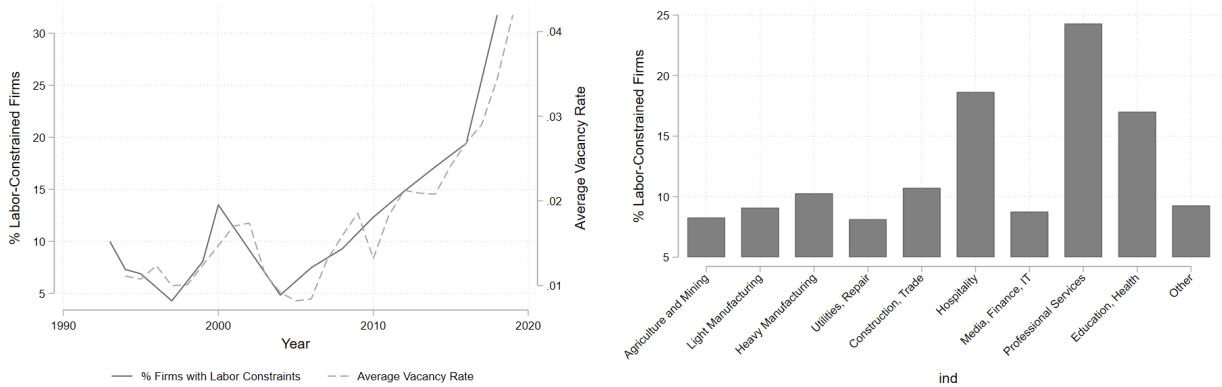 % Labor-Constrained Firms
30
25
20
15
10
5
.04
.03
.02
.01
Average Vacancy Rate
1990
2000
2010
2020
Year
% Firms with Labor Constraints
Average Vacancy Rate
% Labor-Constrained Firms
25
20
15
10
5
Agriculture and Mining
Light Manufacturing
Heavy Manufacturing
Utilities, Repair
Construction, Trade
Hospitality
Media, Finance, IT
Professional Services
Education, Health
Other
ind